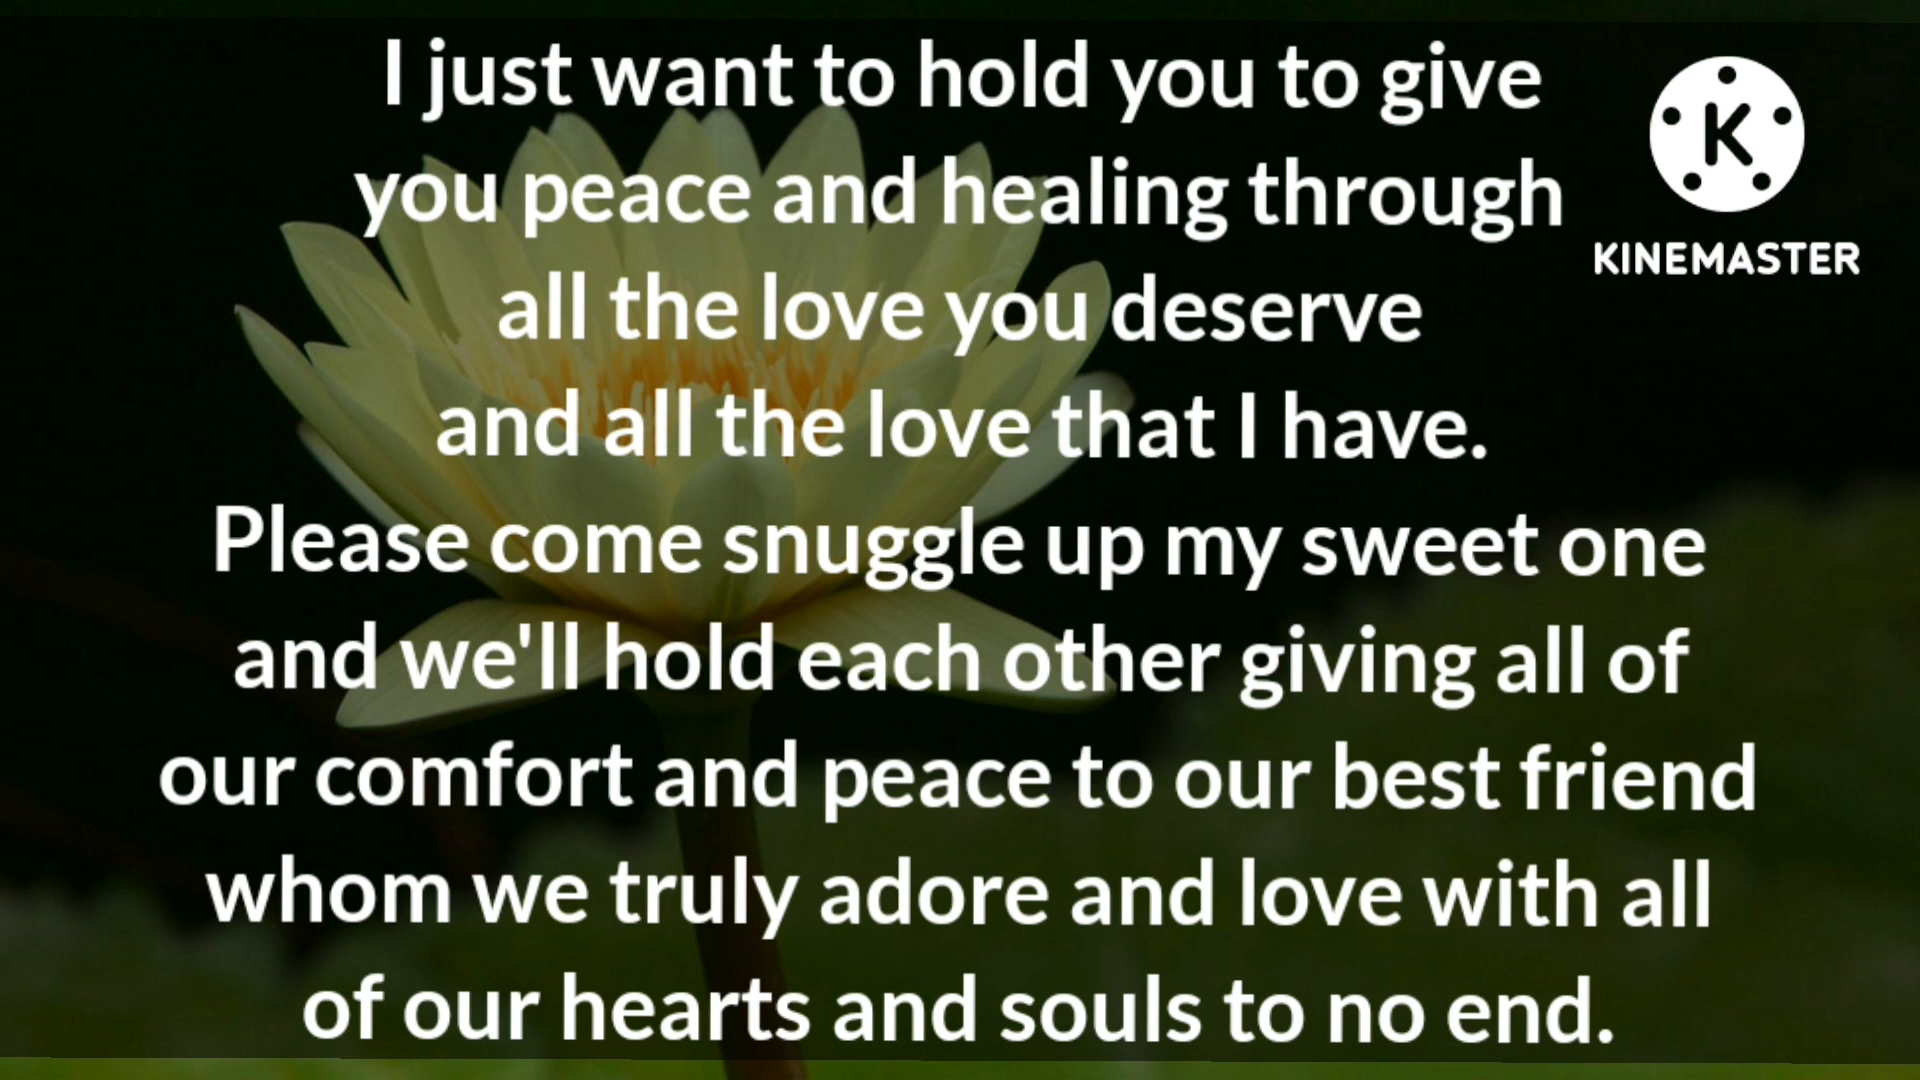 I just want to hold you to give
you peace and healing through
all the love you deserve
and all the love that I have.
Please come snuggle up my sweet one
and we'll hold each other giving all of
our comfort and peace to our best friend
whom we truly adore and love with all
of our hearts and souls to no end.
K
KINEMASTER